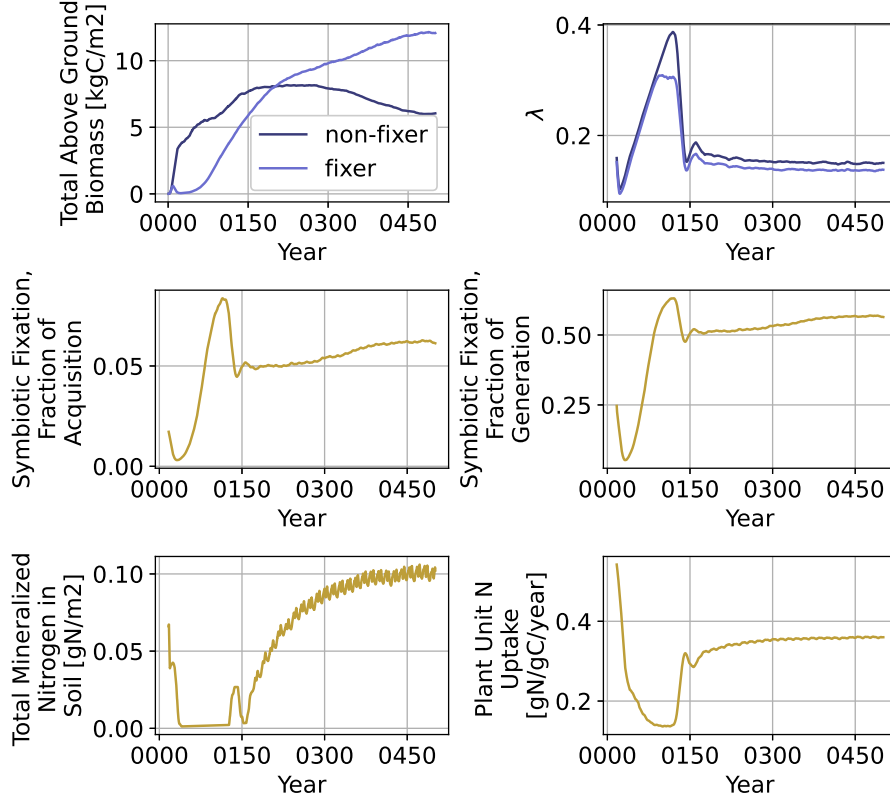 Total Above Ground
Biomass [kgC/m2]
10
5
0
non-fixer
fixer
0000 0150 0300 0450
Year
λ
0.4
0.2
0000 0150 0300 0450
Year
Symbiotic Fixation,
Fraction of
Acquisition
0.05
0.00
0000 0150 0300 0450
Year
Symbiotic Fixation,
Fraction of
Generation
0.50
0.25
0000 0150 0300 0450
Year
Total Mineralized
Nitrogen in
Soil [gN/m2]
0.10
0.05
0.00
0000 0150 0300 0450
Year
Plant Unit N
Uptake
[gN/gC/year]
0.4
0.2
0000 0150 0300 0450
Year